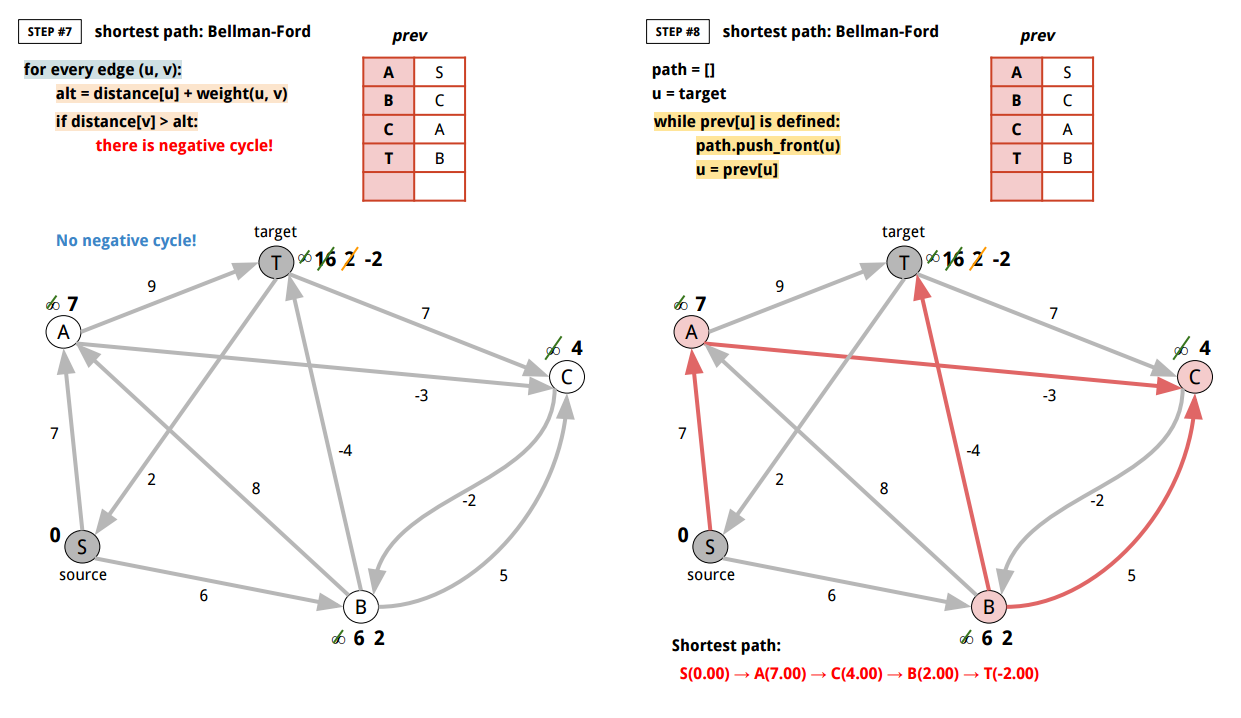 STEP #7 shortest path: Bellman-Ford
prev
for every edge (u, v):
alt = distance[u] + weight(u, v)
if distance[v] > alt:
there is negative cycle!
A S
B C
C A
T B
No negative cycle!
target
T ∞ 16 2 -2
9
7
∞ 7
A
∞ 4
C
-3
7
-4
2
8
-2
0
S
source
6
5
B
∞ 6 2
STEP #8 shortest path: Bellman-Ford
prev
path = []
u = target
while prev[u] is defined:
path.push_front(u)
u = prev[u]
A S
B C
C A
T B
target
T ∞ 16 2 -2
9
7
∞ 7
A
∞ 4
C
-3
7
-4
2
8
-2
0
S
source
6
5
B
∞ 6 2
Shortest path:
S(0.00) → A(7.00) → C(4.00) → B(2.00) → T(-2.00)